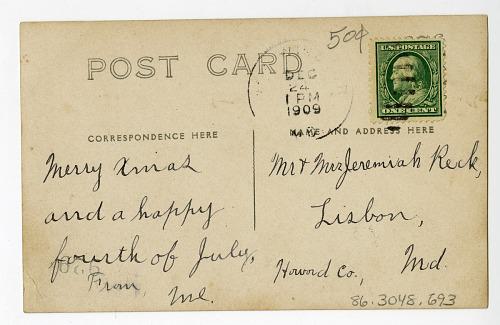 50¢
POST CARD
DEC
24
1 PM
1909
MD.
U.S. POSTAGE
ONE CENT
CORRESPONDENCE HERE
NAME AND ADDRESS HERE
Merry Xmas
and a happy
fourth of July,
From,
Me.
Mr & Mrs Jeremiah Reck,
Lisbon,
Howard Co., Md.
86.3048.693